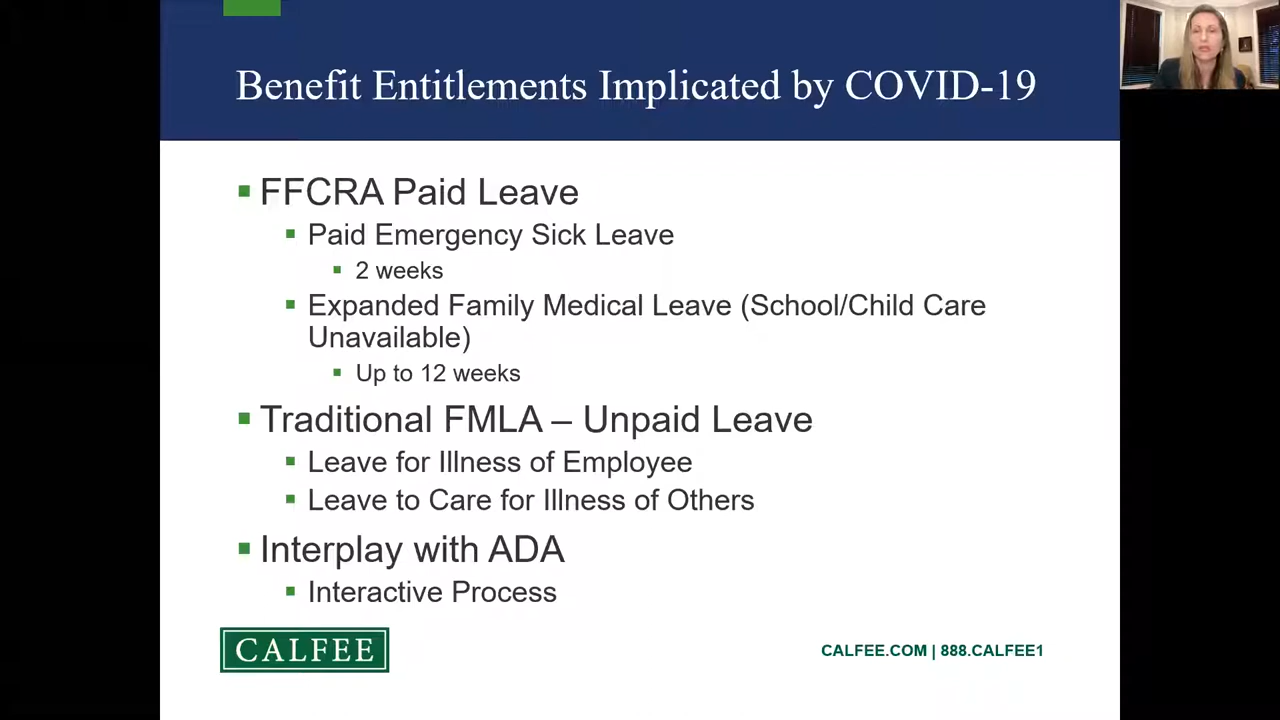 Benefit Entitlements Implicated by COVID-19
FFCRA Paid Leave
Paid Emergency Sick Leave
2 weeks
Expanded Family Medical Leave (School/Child Care
Unavailable)
Up to 12 weeks
Traditional FMLA – Unpaid Leave
Leave for Illness of Employee
Leave to Care for Illness of Others
Interplay with ADA
Interactive Process
CALFEE
CALFEE.COM | 888.CALFEE1